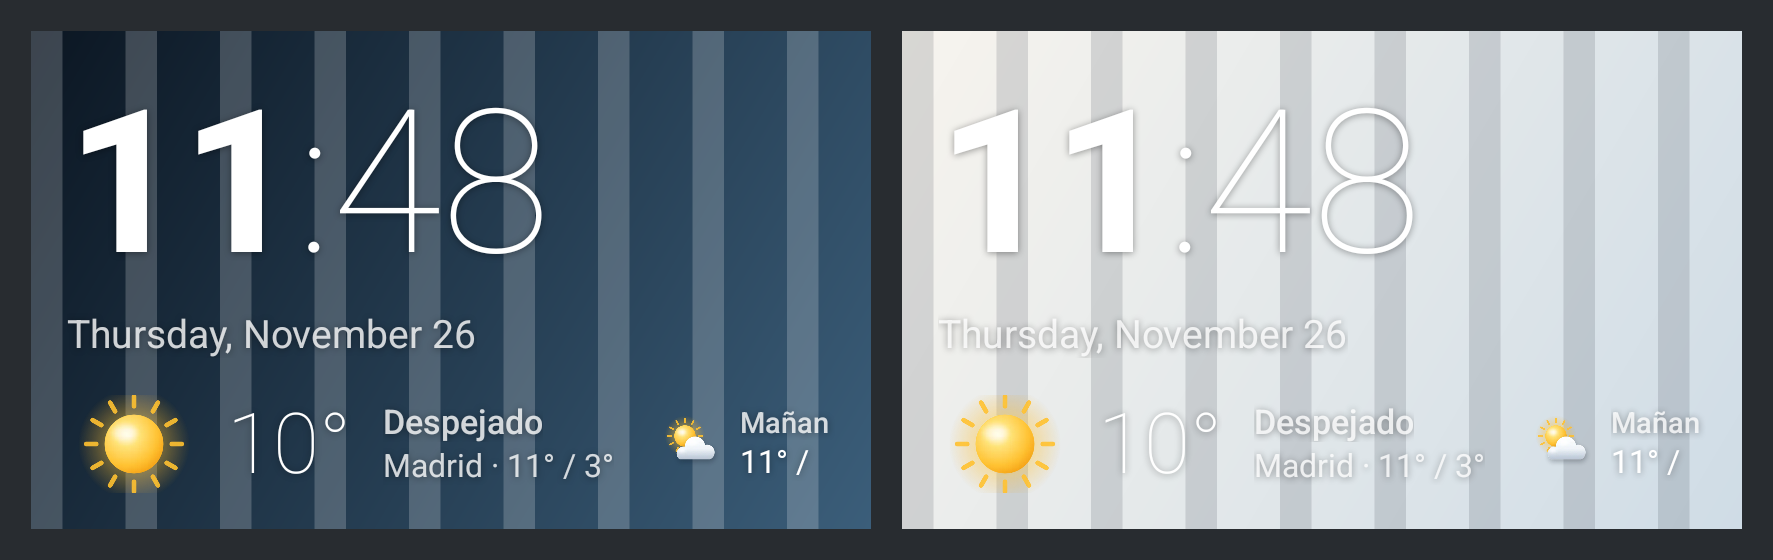 11:48
Thursday, November 26
10°
Despejado
Madrid · 11° / 3°
Mañan
11° /
11:48
Thursday, November 26
10°
Despejado
Madrid · 11° / 3°
Mañan
11° /